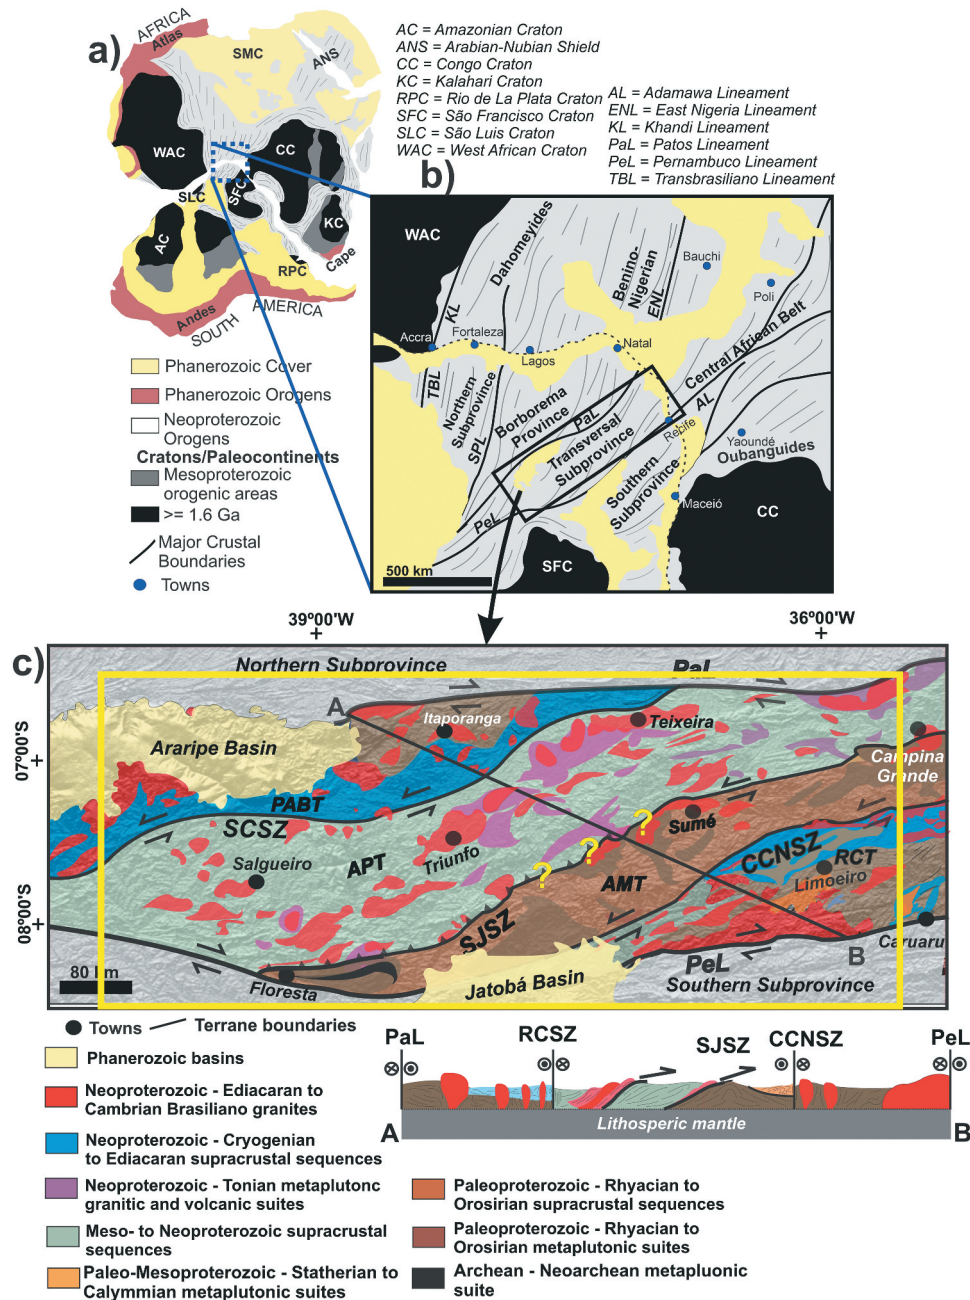 a)
AFRICA
Atlas
SMC
ANS
WAC
CC
SLC
SFC
AC
KC
RPC
Cape
Andes
SOUTH
AMERICA
AC = Amazonian Craton
ANS = Arabian-Nubian Shield
CC = Congo Craton
KC = Kalahari Craton
RPC = Rio de La Plata Craton
SFC = São Francisco Craton
SLC = São Luis Craton
WAC = West African Craton
AL = Adamawa Lineament
ENL = East Nigeria Lineament
KL = Khandi Lineament
PaL = Patos Lineament
PeL = Pernambuco Lineament
TBL = Transbrasiliano Lineament
Phanerozoic Cover
Phanerozoic Orogens
Neoproterozoic
Orogens
Cratons/Paleocontinents
Mesoproterozoic
orogenic areas
>= 1.6 Ga
Major Crustal
Boundaries
Towns
b)
WAC
Dahomeyides
Benino-
Nigerian
ENL
Bauchi
Poli
KL
Accra
Fortaleza
Lagos
Natal
Central African Belt
TBL
Northern
Subprovince
SPL
Borborema
Province
PaL
Transversal
Subprovince
AL
Recife
Yaoundé
Oubanguides
Southern
Subprovince
Maceió
PeL
CC
SFC
500 km
39º00'W
36º00'W
c)
07º00'S
08º00'S
Northern Subprovince
PaL
A
Itaporanga
Teixeira
Araripe Basin
Campina
Grande
PABT
SCSZ
Sumé
Salgueiro
APT
Triunfo
?
?
?
AMT
CCNSZ
RCT
Limoeiro
SJSZ
B
Caruaru
PeL
80 km
Floresta
Jatobá Basin
Southern Subprovince
Towns
Terrane boundaries
Phanerozoic basins
Neoproterozoic - Ediacaran to
Cambrian Brasiliano granites
Neoproterozoic - Cryogenian
to Ediacaran supracrustal sequences
Neoproterozoic - Tonian metaplutonc
granitic and volcanic suites
Meso- to Neoproterozoic supracrustal
sequences
Paleo-Mesoproterozoic - Statherian to
Calymmian metaplutonic suites
PaL
RCSZ
SJSZ
CCNSZ
PeL
A
Lithosperic mantle
B
Paleoproterozoic - Rhyacian to
Orosirian supracrustal sequences
Paleoproterozoic - Rhyacian to
Orosirian metaplutonic suites
Archean - Neoarchean metapluonic
suite